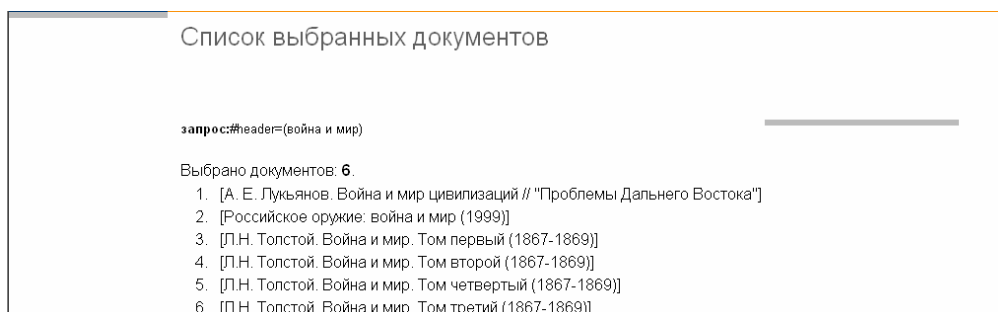 Список выбранных документов
запрос:#header=(война и мир)
Выбрано документов: 6.
1. [А. Е. Лукьянов. Война и мир цивилизаций // "Проблемы Дальнего Востока"]
2. [Российское оружие: война и мир (1999)]
3. [Л.Н. Толстой. Война и мир. Том первый (1867-1869)]
4. [Л.Н. Толстой. Война и мир. Том второй (1867-1869)]
5. [Л.Н. Толстой. Война и мир. Том четвертый (1867-1869)]
6. [Л.Н. Толстой. Война и мир. Том третий (1867-1869)]